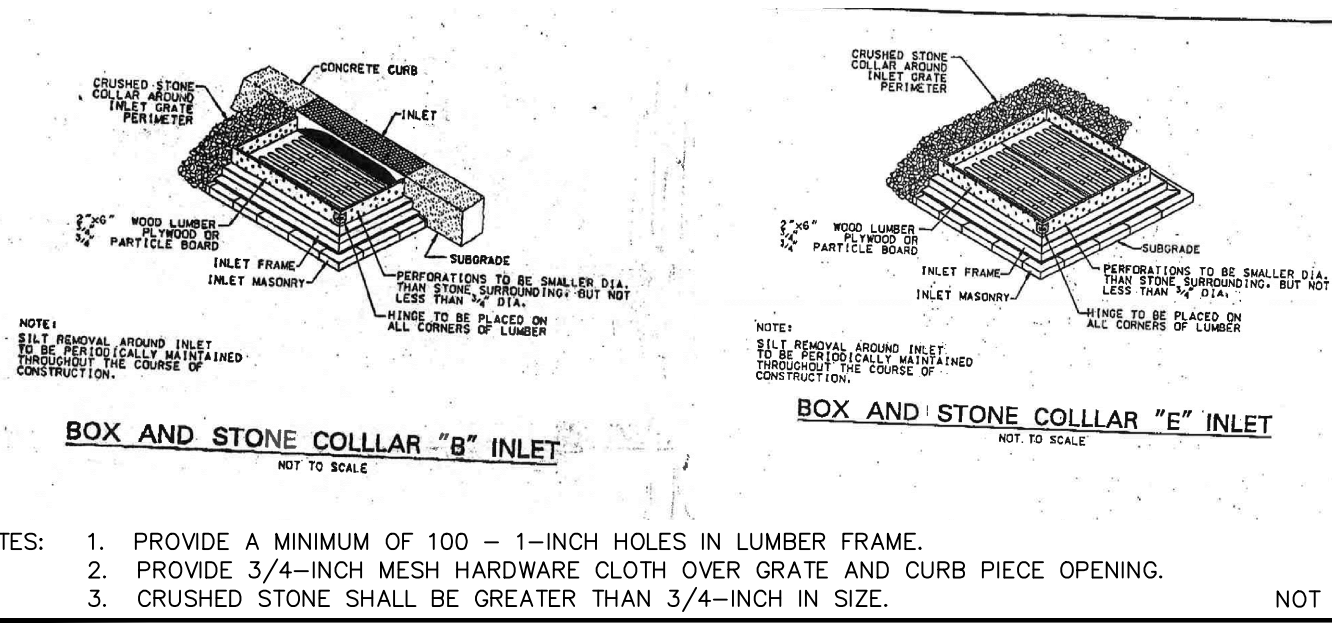 CONCRETE CURB
CRUSHED STONE
COLLAR AROUND
INLET GRATE
PERIMETER
INLET
2"x6" WOOD LUMBER
3/4" PLYWOOD OR
3/4" PARTICLE BOARD
INLET FRAME
INLET MASONRY
SUBGRADE
PERFORATIONS TO BE SMALLER DIA.
THAN STONE SURROUNDING. BUT NOT
LESS THAN 3/4" DIA.
HINGE TO BE PLACED ON
ALL CORNERS OF LUMBER
NOTE:
SILT REMOVAL AROUND INLET
TO BE PERIODICALLY MAINTAINED
THROUGHOUT THE COURSE OF
CONSTRUCTION.
BOX AND STONE COLLLAR "B" INLET
NOT TO SCALE
CRUSHED STONE
COLLAR AROUND
INLET GRATE
PERIMETER
2"x6" WOOD LUMBER
3/4" PLYWOOD OR
3/4" PARTICLE BOARD
INLET FRAME
INLET MASONRY
SUBGRADE
PERFORATIONS TO BE SMALLER DIA.
THAN STONE SURROUNDING. BUT NOT
LESS THAN 3/4" DIA.
HINGE TO BE PLACED ON
ALL CORNERS OF LUMBER
NOTE:
SILT REMOVAL AROUND INLET
TO BE PERIODICALLY MAINTAINED
THROUGHOUT THE COURSE OF
CONSTRUCTION.
BOX AND STONE COLLLAR "E" INLET
NOT TO SCALE
TES: 1. PROVIDE A MINIMUM OF 100 – 1–INCH HOLES IN LUMBER FRAME.
2. PROVIDE 3/4–INCH MESH HARDWARE CLOTH OVER GRATE AND CURB PIECE OPENING.
3. CRUSHED STONE SHALL BE GREATER THAN 3/4–INCH IN SIZE.
NOT